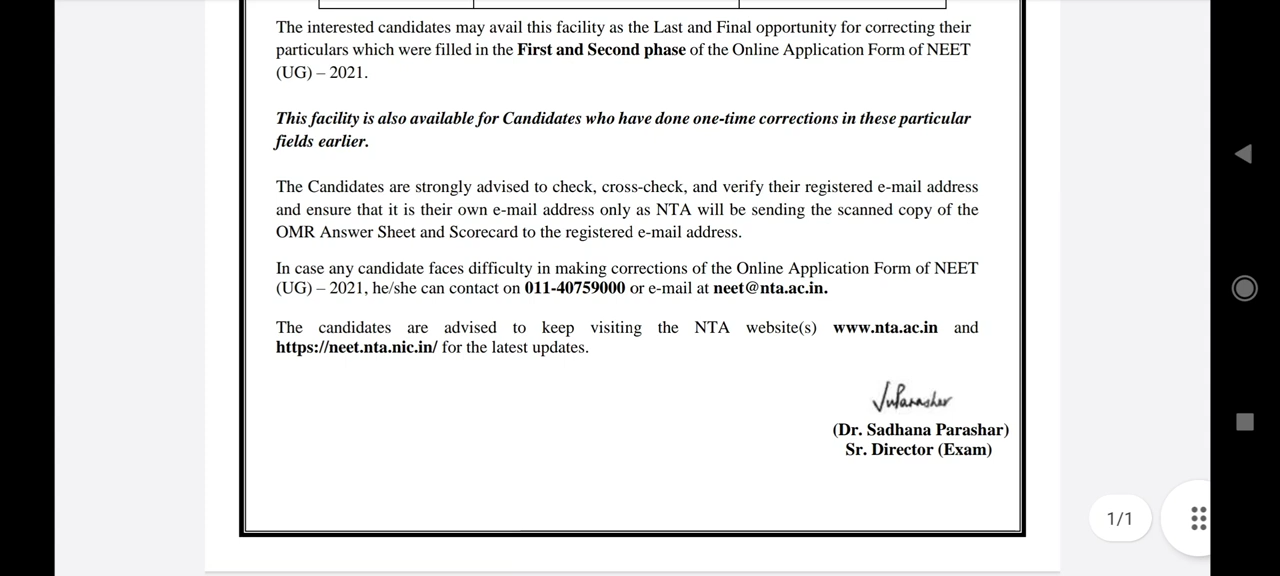 The interested candidates may avail this facility as the Last and Final opportunity for correcting their
particulars which were filled in the First and Second phase of the Online Application Form of NEET
(UG) – 2021.
This facility is also available for Candidates who have done one-time corrections in these particular
fields earlier.
The Candidates are strongly advised to check, cross-check, and verify their registered e-mail address
and ensure that it is their own e-mail address only as NTA will be sending the scanned copy of the
OMR Answer Sheet and Scorecard to the registered e-mail address.
In case any candidate faces difficulty in making corrections of the Online Application Form of NEET
(UG) – 2021, he/she can contact on 011-40759000 or e-mail at neet@nta.ac.in.
The candidates are advised to keep visiting the NTA website(s) www.nta.ac.in and
https://neet.nta.nic.in/ for the latest updates.
(Dr. Sadhana Parashar)
Sr. Director (Exam)
1/1